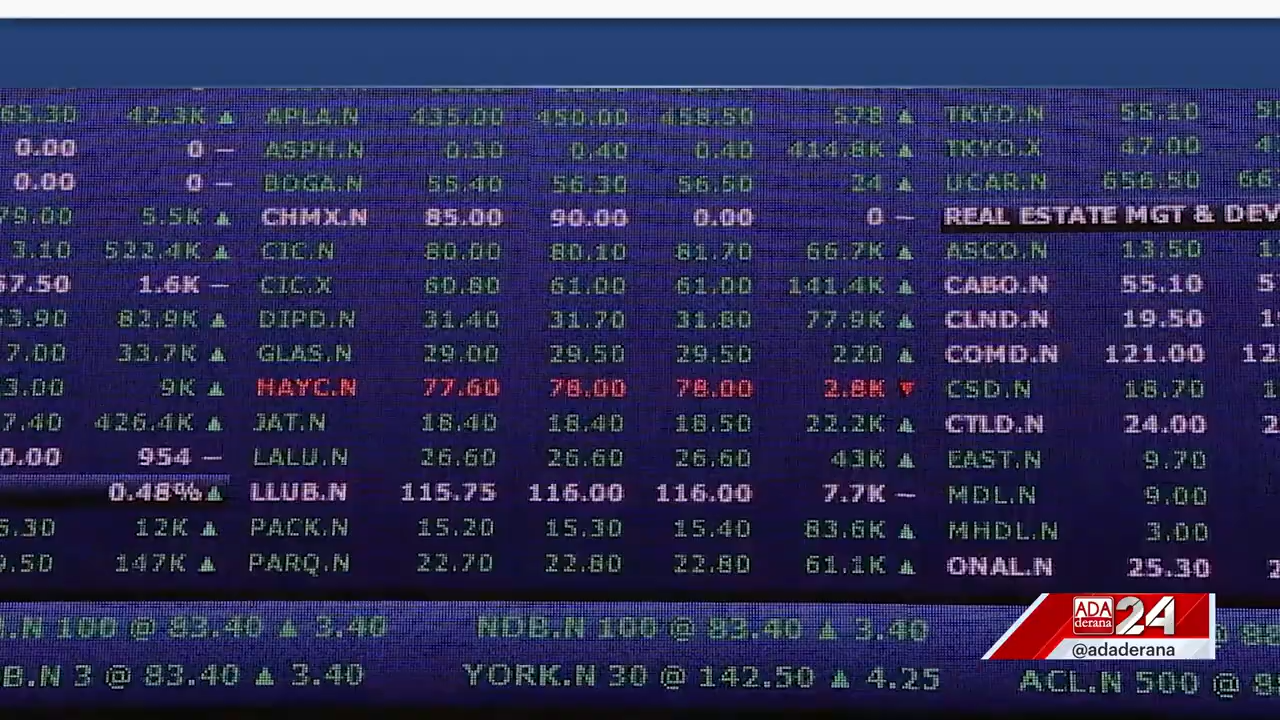 65.30 42.3K ▲ APLA.N 435.00 450.00 458.50 578 ▲ TKYO.N 55.10
0.00 0 – ASPH.N 0.30 0.40 0.40 414.8K ▲ TKYO.X 47.00
0.00 0 – BOGA.N 55.40 56.30 56.50 24 ▲ UCAR.N 656.50
79.00 5.5K ▲ CHMX.N 85.00 90.00 0.00 0 – REAL ESTATE MGT & DEV
3.10 522.4K ▲ CIC.N 80.00 80.10 81.70 66.7K ▲ ASCO.N 13.50
57.50 1.6K – CIC.X 60.80 61.00 61.00 141.4K ▲ CABO.N 55.10
53.90 82.9K ▲ DIPD.N 31.40 31.70 31.80 77.9K ▲ CLND.N 19.50
7.00 33.7K ▲ GLAS.N 29.00 29.50 29.50 220 ▲ COMD.N 121.00
3.00 9K ▲ HAYC.N 77.60 78.00 78.00 2.8K ▼ CSD.N 18.70
7.40 426.4K ▲ JAT.N 18.40 18.40 18.50 22.2K ▲ CTLD.N 24.00
0.00 954 – LALU.N 26.60 26.60 26.60 43K ▲ EAST.N 9.70
0.48% ▲ LLUB.N 115.75 116.00 116.00 7.7K – MDL.N 9.00
5.30 12K ▲ PACK.N 15.20 15.30 15.40 83.6K ▲ MHDL.N 3.00
9.50 147K ▲ PARQ.N 22.70 22.80 22.80 61.1K ▲ ONAL.N 25.30
.N 100 @ 83.40 ▲ 3.40 NDB.N 100 @ 83.40 ▲ 3.40
B.N 3 @ 83.40 ▲ 3.40 YORK.N 30 @ 142.50 ▲ 4.25 ACL.N 500 @
ADA derana 24
@adaderana